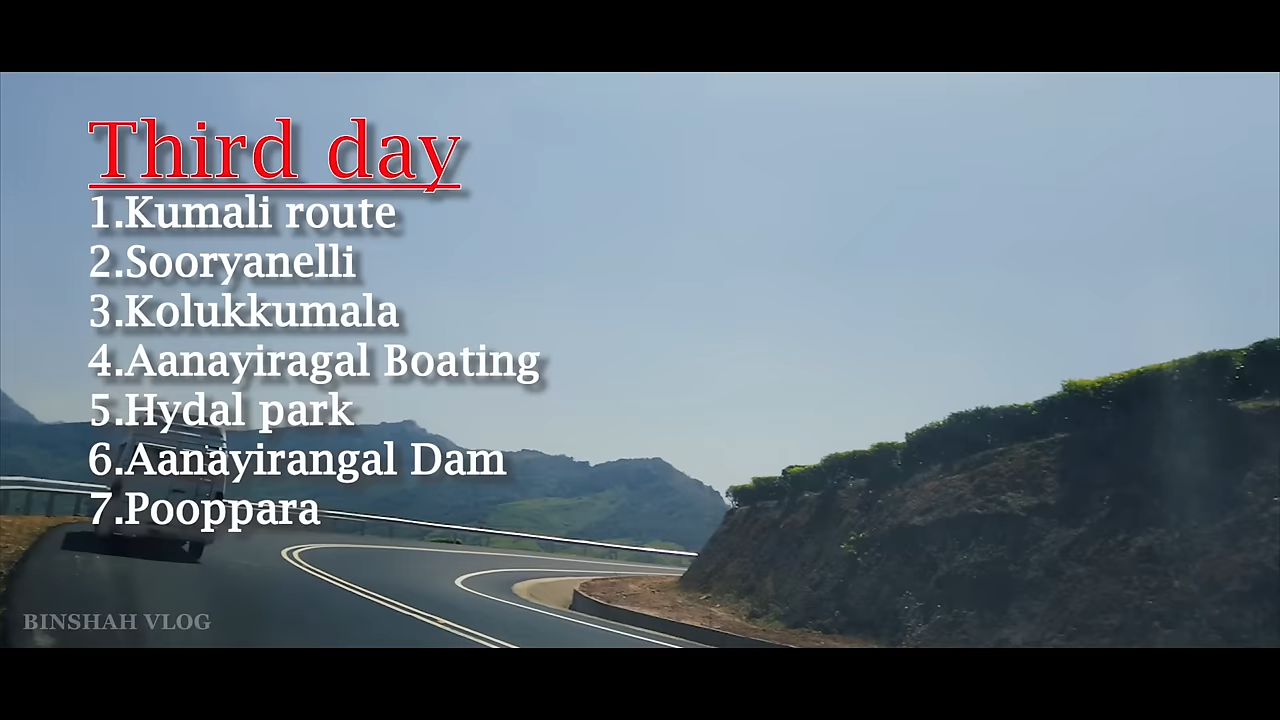 Third day
1.Kumali route
2.Sooryanelli
3.Kolukkumala
4.Aanayiragal Boating
5.Hydal park
6.Aanayirangal Dam
7.Pooppara
BINSHAH VLOG